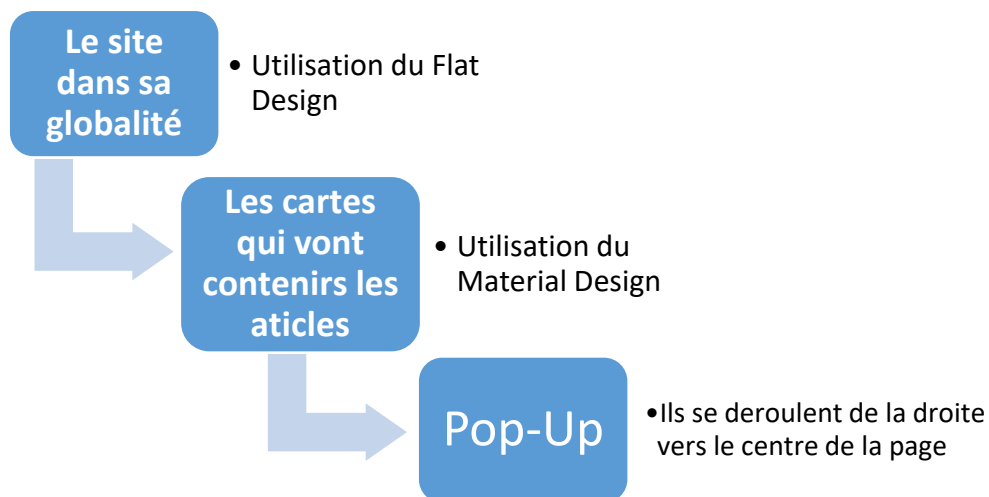 Le site
dans sa
globalité
• Utilisation du Flat
Design
Les cartes
qui vont
contenirs les
aticles
• Utilisation du
Material Design
Pop-Up
•Ils se deroulent de la droite
vers le centre de la page